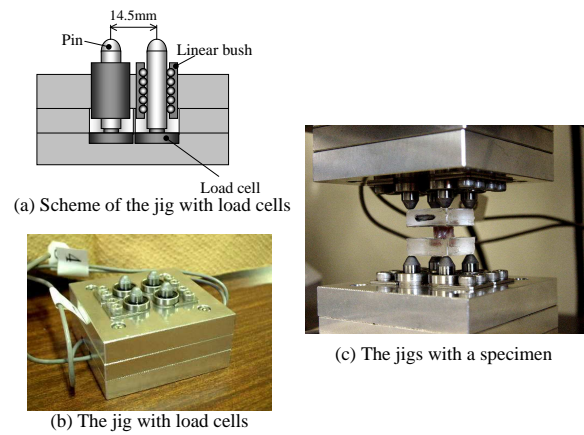 14.5mm
Pin
Linear bush
Load cell
(a) Scheme of the jig with load cells
(b) The jig with load cells
(c) The jigs with a specimen